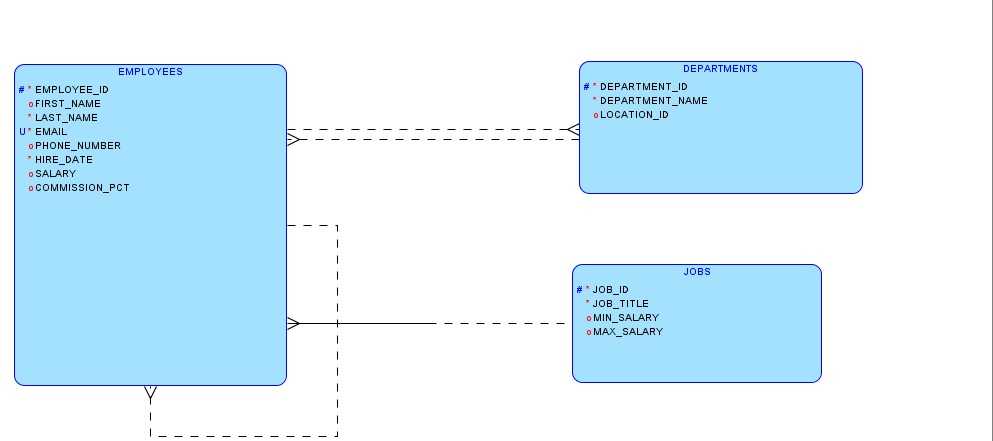 EMPLOYEES
# * EMPLOYEE_ID
o FIRST_NAME
* LAST_NAME
U * EMAIL
o PHONE_NUMBER
* HIRE_DATE
o SALARY
o COMMISSION_PCT
DEPARTMENTS
# * DEPARTMENT_ID
* DEPARTMENT_NAME
o LOCATION_ID
JOBS
# * JOB_ID
* JOB_TITLE
o MIN_SALARY
o MAX_SALARY